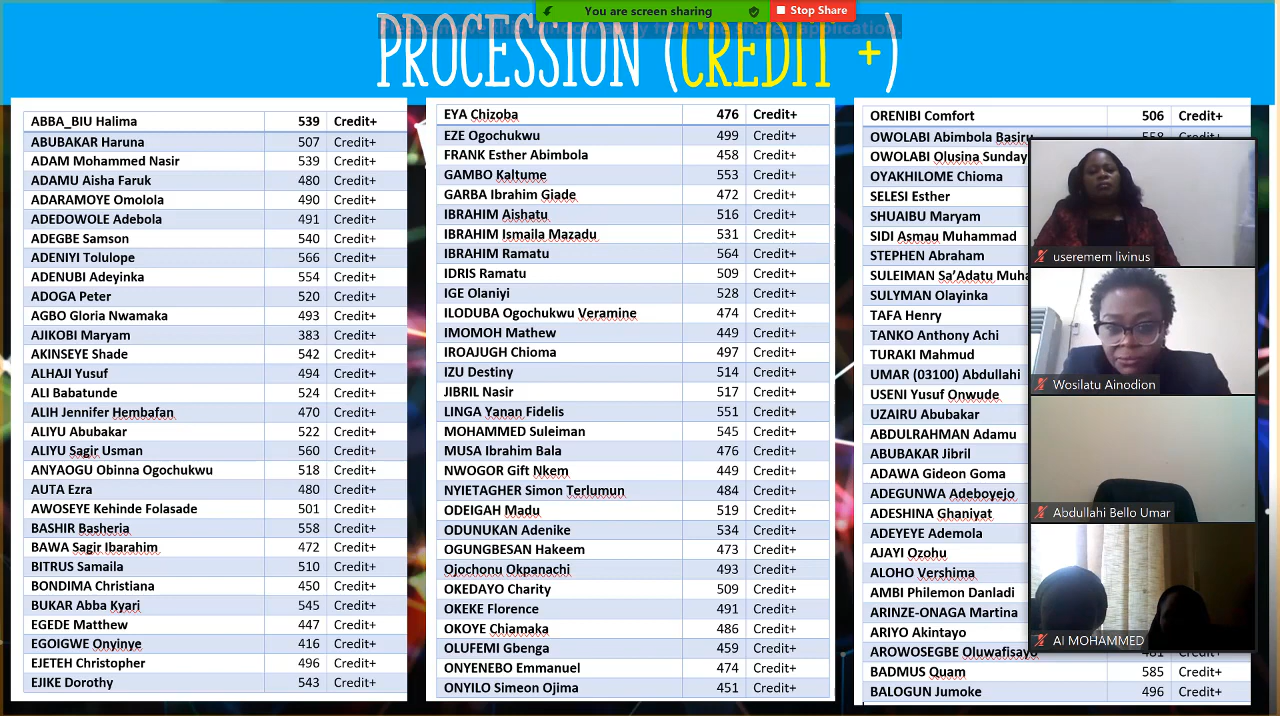 You are screen sharing
Stop Share
Please move this window away from the shared application.
PROCESSION (CREDIT +)
ABBA_BIU Halima 539 Credit+
ABUBAKAR Haruna 507 Credit+
ADAM Mohammed Nasir 539 Credit+
ADAMU Aisha Faruk 480 Credit+
ADARAMOYE Omolola 490 Credit+
ADEDOWOLE Adebola 491 Credit+
ADEGBE Samson 540 Credit+
ADENIYI Tolulope 566 Credit+
ADENUBI Adeyinka 554 Credit+
ADOGA Peter 520 Credit+
AGBO Gloria Nwamaka 493 Credit+
AJIKOBI Maryam 383 Credit+
AKINSEYE Shade 542 Credit+
ALHAJI Yusuf 494 Credit+
ALI Babatunde 524 Credit+
ALIH Jennifer Hembafan 470 Credit+
ALIYU Abubakar 522 Credit+
ALIYU Sagir Usman 560 Credit+
ANYAOGU Obinna Ogochukwu 518 Credit+
AUTA Ezra 480 Credit+
AWOSEYE Kehinde Folasade 501 Credit+
BASHIR Basheria 558 Credit+
BAWA Sagir Ibarahim 472 Credit+
BITRUS Samaila 510 Credit+
BONDIMA Christiana 450 Credit+
BUKAR Abba Kyari 545 Credit+
EGEDE Matthew 447 Credit+
EGOIGWE Onyinye 416 Credit+
EJETEH Christopher 496 Credit+
EJIKE Dorothy 543 Credit+
EYA Chizoba 476 Credit+
EZE Ogochukwu 499 Credit+
FRANK Esther Abimbola 458 Credit+
GAMBO Kaltume 553 Credit+
GARBA Ibrahim Giade 472 Credit+
IBRAHIM Aishatu 516 Credit+
IBRAHIM Ismaila Mazadu 531 Credit+
IBRAHIM Ramatu 564 Credit+
IDRIS Ramatu 509 Credit+
IGE Olaniyi 528 Credit+
ILODUBA Ogochukwu Veramine 474 Credit+
IMOMOH Mathew 449 Credit+
IROAJUGH Chioma 497 Credit+
IZU Destiny 514 Credit+
JIBRIL Nasir 517 Credit+
LINGA Yanan Fidelis 551 Credit+
MOHAMMED Suleiman 545 Credit+
MUSA Ibrahim Bala 476 Credit+
NWOGOR Gift Nkem 449 Credit+
NYIETAGHER Simon Terlumun 484 Credit+
ODEIGAH Madu 519 Credit+
ODUNUKAN Adenike 534 Credit+
OGUNGBESAN Hakeem 473 Credit+
Ojochonu Okpanachi 493 Credit+
OKEDAYO Charity 509 Credit+
OKEKE Florence 491 Credit+
OKOYE Chiamaka 486 Credit+
OLUFEMI Gbenga 459 Credit+
ONYENEBO Emmanuel 474 Credit+
ONYILO Simeon Ojima 451 Credit+
ORENIBI Comfort 506 Credit+
OWOLABI Abimbola Basiru
OWOLABI Olusina Sunday
OYAKHILOME Chioma
SELESI Esther
SHUAIBU Maryam
SIDI Asmau Muhammad
STEPHEN Abraham
SULEIMAN Sa’Adatu Muha
SULYMAN Olayinka
TAFA Henry
TANKO Anthony Achi
TURAKI Mahmud
UMAR (03100) Abdullahi
USENI Yusuf Onwude
UZAIRU Abubakar
ABDULRAHMAN Adamu
ABUBAKAR Jibril
ADAWA Gideon Goma
ADEGUNWA Adeboyejo
ADESHINA Ghaniyat
ADEYEYE Ademola
AJAYI Ozohu
ALOHO Vershima
AMBI Philemon Danladi
ARINZE-ONAGA Martina
ARIYO Akintayo
AROWOSEGBE Oluwafisayo
BADMUS Quam 585 Credit+
BALOGUN Jumoke 496 Credit+
useremem livinus
Wosilatu Ainodion
Abdullahi Bello Umar
AI MOHAMMED